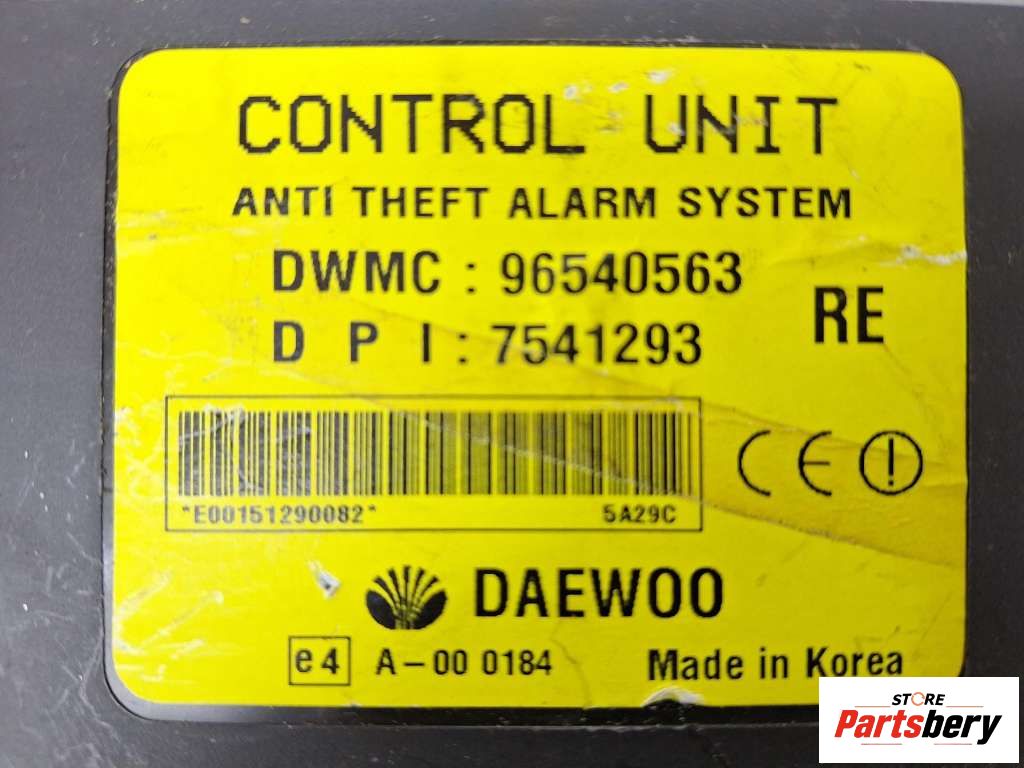 CONTROL UNIT
ANTI THEFT ALARM SYSTEM
DWMC : 96540563
D P I : 7541293
RE
*E00151290082* 5A29C
CE
DAEWOO
e4 A-00 0184 Made in Korea
STORE
Partsbery